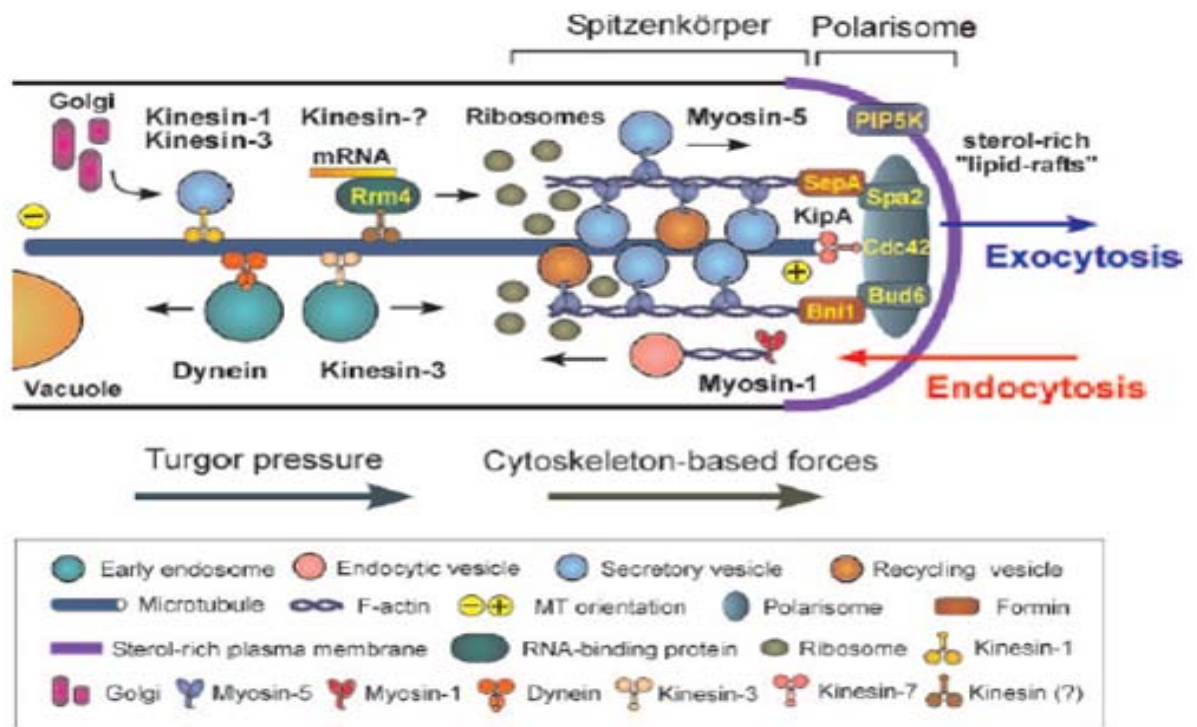 Spitzenkörper Polarisome
Golgi
Kinesin-1
Kinesin-3
Kinesin-?
mRNA
Rrm4
Ribosomes
Myosin-5
PIP5K
sterol-rich
"lipid-rafts"
SepA
Spa2
KipA
Cdc42
Exocytosis
Bud6
Bni1
Vacuole
Dynein
Kinesin-3
Myosin-1
Endocytosis
Turgor pressure
Cytoskeleton-based forces
Early endosome Endocytic vesicle Secretory vesicle Recycling vesicle
Microtubule F-actin −+ MT orientation Polarisome Formin
Sterol-rich plasma membrane RNA-binding protein Ribosome Kinesin-1
Golgi Myosin-5 Myosin-1 Dynein Kinesin-3 Kinesin-7 Kinesin (?)